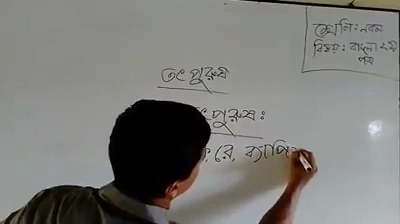 শ্রেণি: নবম
বিষয়: বাংলা ২য়
পত্র
তৎপুরুষ
পুরুষঃ
রে, ব্যাপি